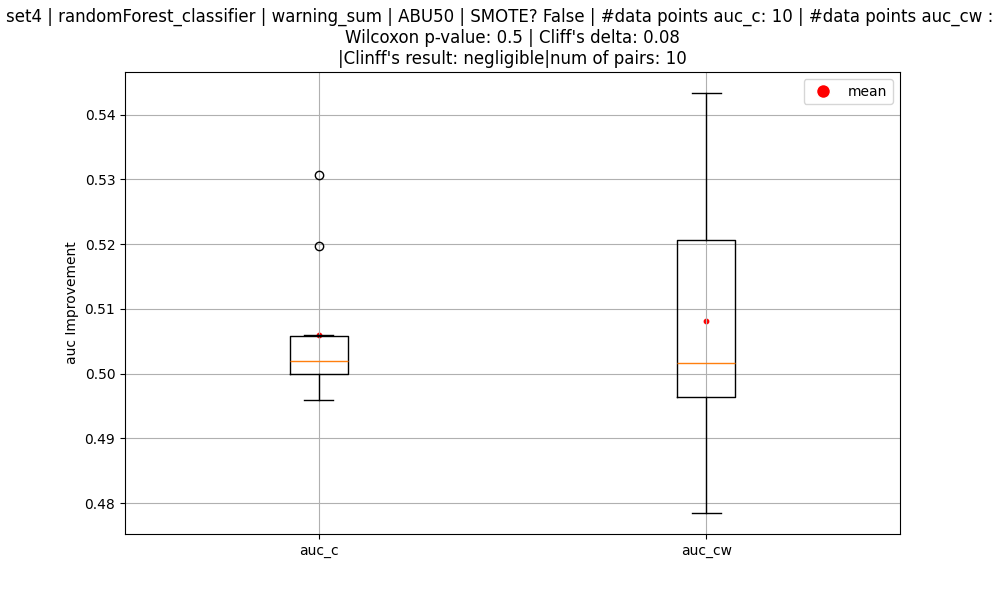 set4 | randomForest_classifier | warning_sum | ABU50 | SMOTE? False | #data points auc_c: 10 | #data points auc_cw :
Wilcoxon p-value: 0.5 | Cliff's delta: 0.08
|Clinff's result: negligible|num of pairs: 10
mean
0.54
0.53
0.52
0.51
0.50
0.49
0.48
auc Improvement
auc_c
auc_cw